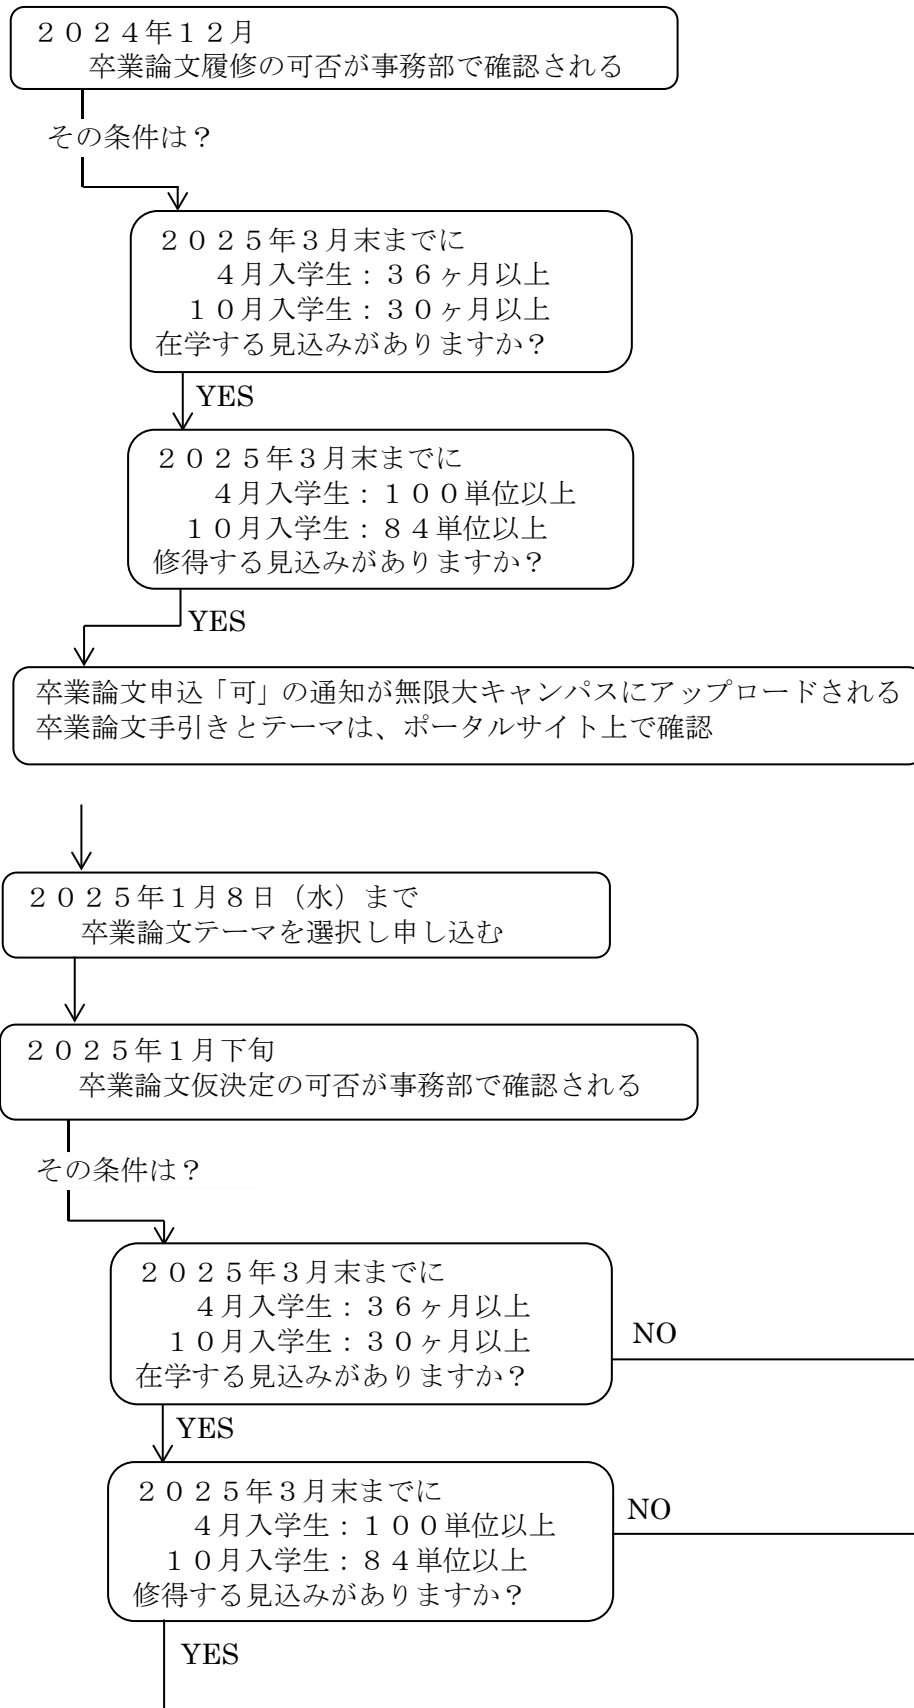 ２０２４年１２月
卒業論文履修の可否が事務部で確認される
その条件は？
２０２５年３月末までに
４月入学生：３６ヶ月以上
１０月入学生：３０ヶ月以上
在学する見込みがありますか？
YES
２０２５年３月末までに
４月入学生：１００単位以上
１０月入学生：８４単位以上
修得する見込みがありますか？
YES
卒業論文申込「可」の通知が無限大キャンパスにアップロードされる
卒業論文手引きとテーマは、ポータルサイト上で確認
２０２５年１月８日（水）まで
卒業論文テーマを選択し申し込む
２０２５年１月下旬
卒業論文仮決定の可否が事務部で確認される
その条件は？
２０２５年３月末までに
４月入学生：３６ヶ月以上
１０月入学生：３０ヶ月以上
在学する見込みがありますか？
NO
YES
２０２５年３月末までに
４月入学生：１００単位以上
１０月入学生：８４単位以上
修得する見込みがありますか？
NO
YES